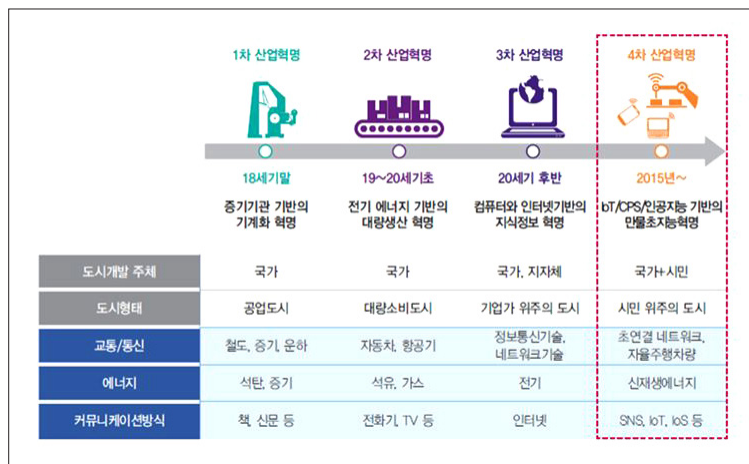 1차 산업혁명 2차 산업혁명 3차 산업혁명 4차 산업혁명
18세기말 19~20세기초 20세기 후반 2015년~
증기기관 기반의 전기 에너지 기반의 컴퓨터와 인터넷기반의 IoT/CPS/인공지능 기반의
기계화 혁명 대량생산 혁명 지식정보 혁명 만물초지능혁명
도시개발 주체 국가 국가 국가, 지자체 국가+시민
도시형태 공업도시 대량소비도시 기업가 위주의 도시 시민 위주의 도시
교통/통신 철도, 증기, 운하 자동차, 항공기 정보통신기술, 네트워크기술 초연결 네트워크, 자율주행차량
에너지 석탄, 증기 석유, 가스 전기 신재생에너지
커뮤니케이션방식 책, 신문 등 전화기, TV 등 인터넷 SNS, IoT, IoS 등